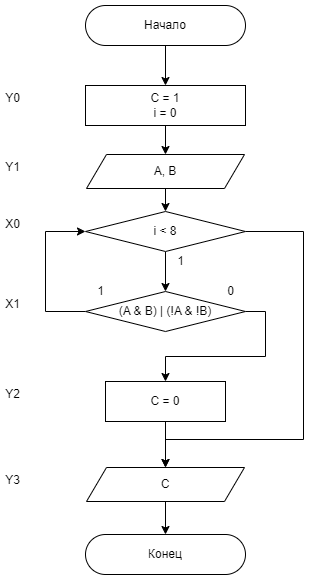 Начало
Y0
C = 1
i = 0
Y1
A, B
X0
i < 8
1
X1
1
0
(A & B) | (!A & !B)
Y2
C = 0
Y3
C
Конец